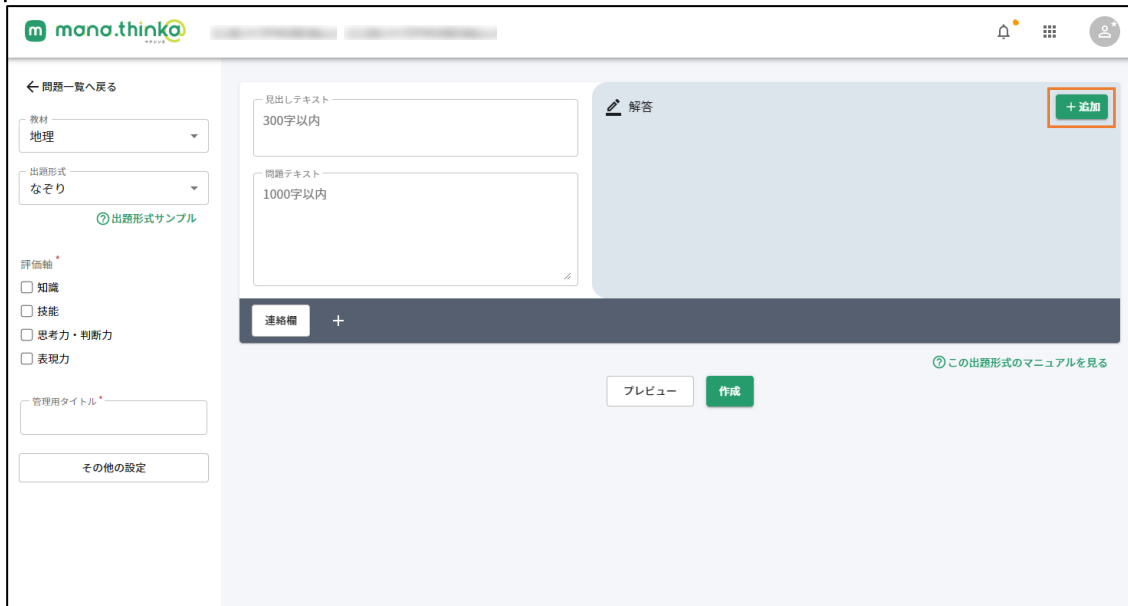 mana.thinka
マナシンカ
← 問題一覧へ戻る
教材
地理
出題形式
なぞり
?出題形式サンプル
評価軸 *
知識
技能
思考力・判断力
表現力
管理用タイトル *
その他の設定
見出しテキスト
300字以内
問題テキスト
1000字以内
解答
+ 追加
連絡欄 +
?この出題形式のマニュアルを見る
プレビュー
作成